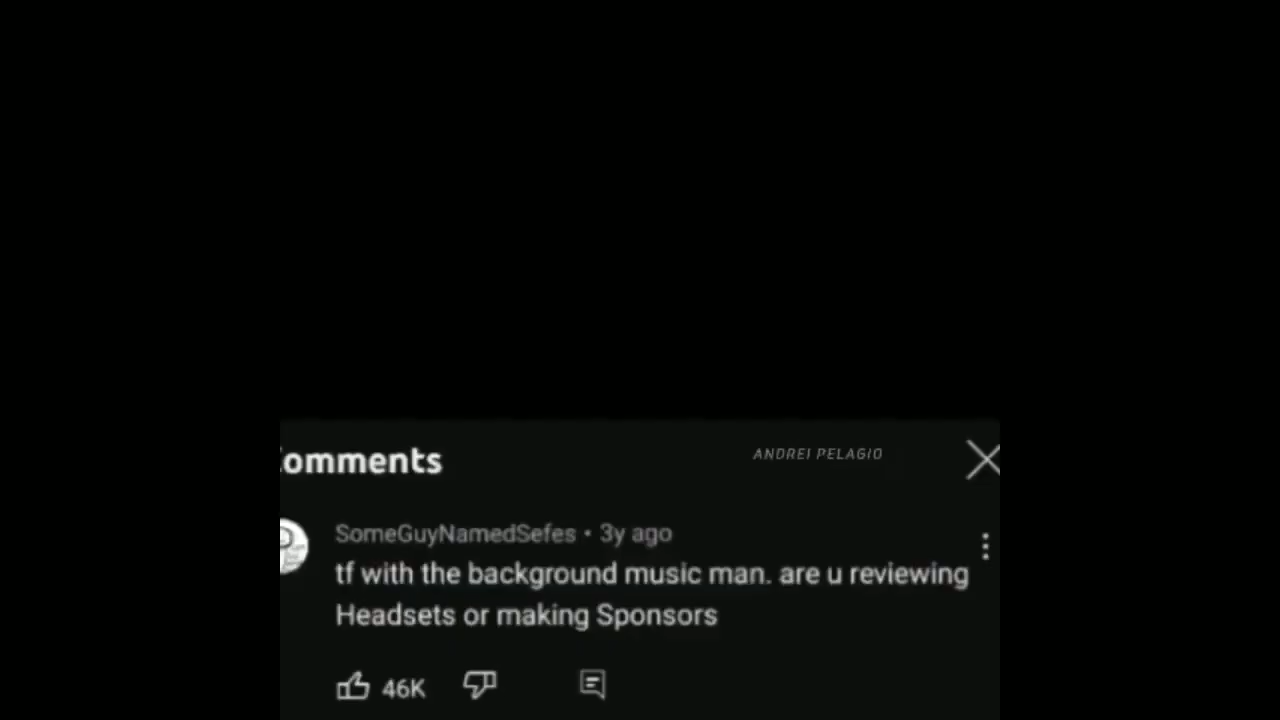 omments
ANDREI PELAGIO
SomeGuyNamedSefes • 3y ago
tf with the background music man. are u reviewing
Headsets or making Sponsors
46K